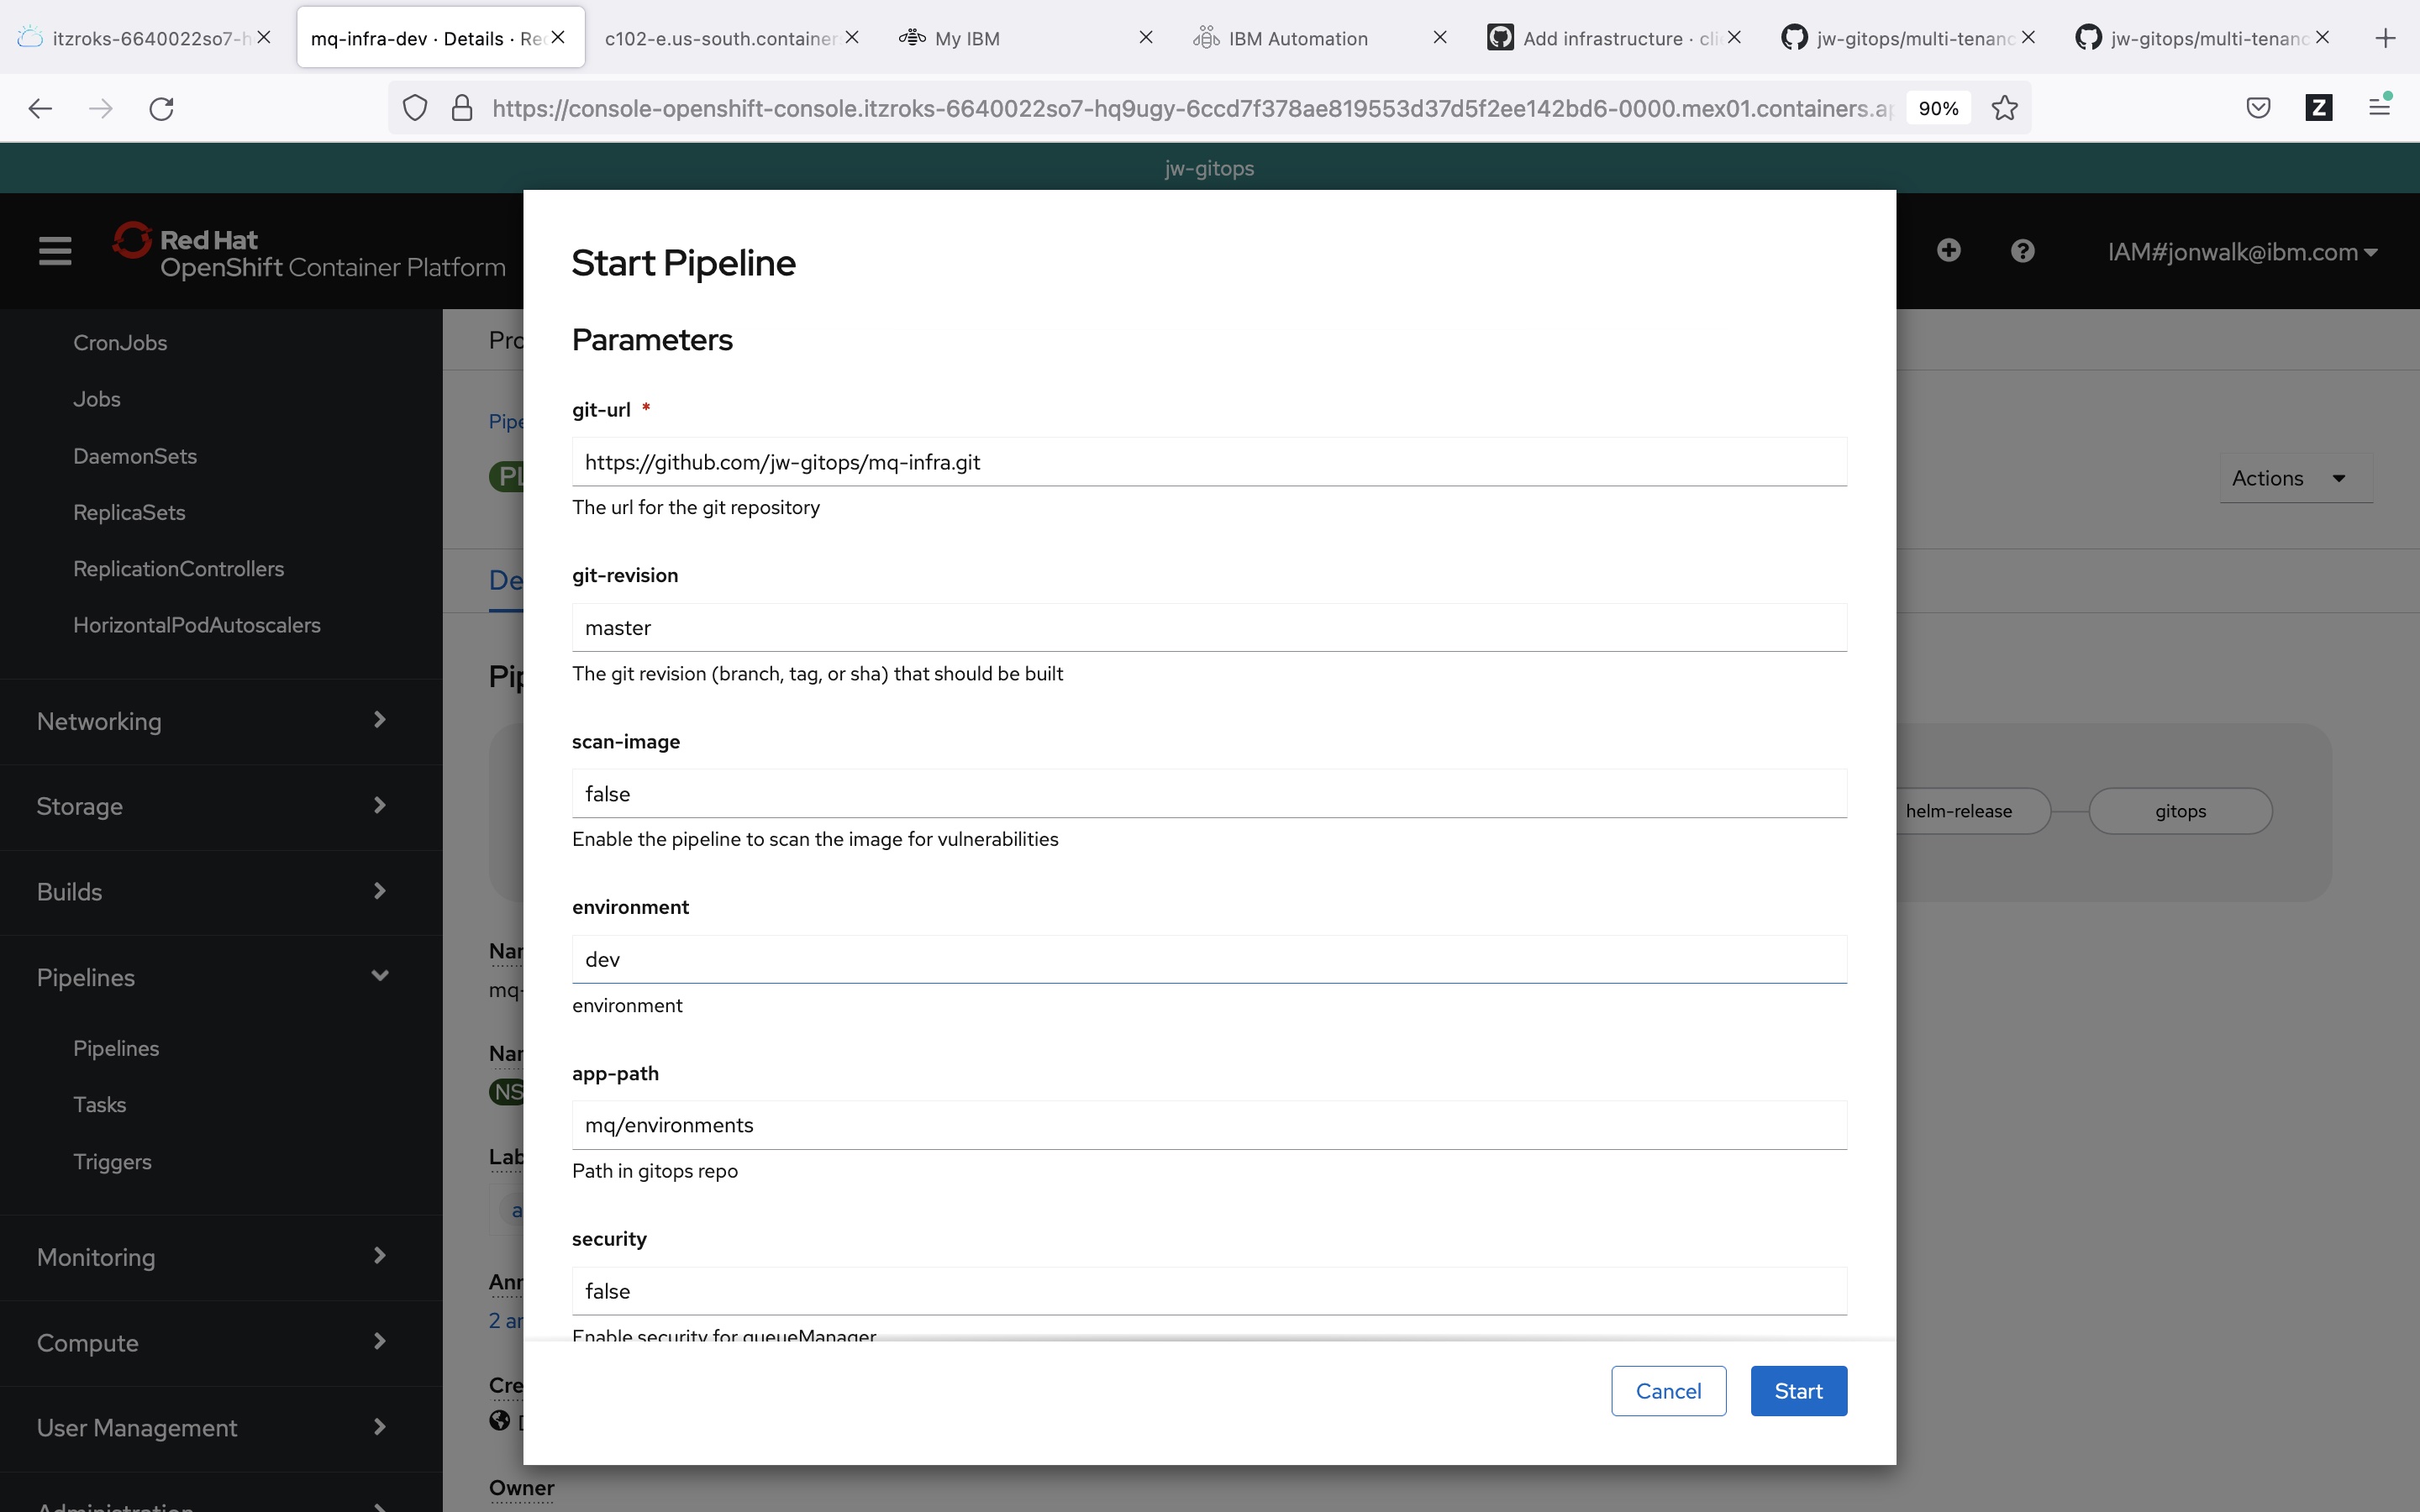 itzroks-6640022so7-h
mq-infra-dev · Details · Re
c102-e.us-south.container
My IBM
IBM Automation
Add infrastructure · cli
jw-gitops/multi-tenanc
jw-gitops/multi-tenanc
https://console-openshift-console.itzroks-6640022so7-hq9ugy-6ccd7f378ae819553d37d5f2ee142bd6-0000.mex01.containers.ap
90%
Z
jw-gitops
Red Hat
OpenShift Container Platform
IAM#jonwalk@ibm.com
CronJobs
Jobs
DaemonSets
ReplicaSets
ReplicationControllers
HorizontalPodAutoscalers
Networking
Storage
Builds
Pipelines
Pipelines
Tasks
Triggers
Monitoring
Compute
User Management
Administration
Pro
Pipe
PL
De
Pip
Nar
mq-
Nar
NS
Lab
a
Anr
2 ar
Cre
Owner
Actions
helm-release
gitops
Start Pipeline
Parameters
git-url *
https://github.com/jw-gitops/mq-infra.git
The url for the git repository
git-revision
master
The git revision (branch, tag, or sha) that should be built
scan-image
false
Enable the pipeline to scan the image for vulnerabilities
environment
dev
environment
app-path
mq/environments
Path in gitops repo
security
false
Enable security for queueManager
Cancel
Start